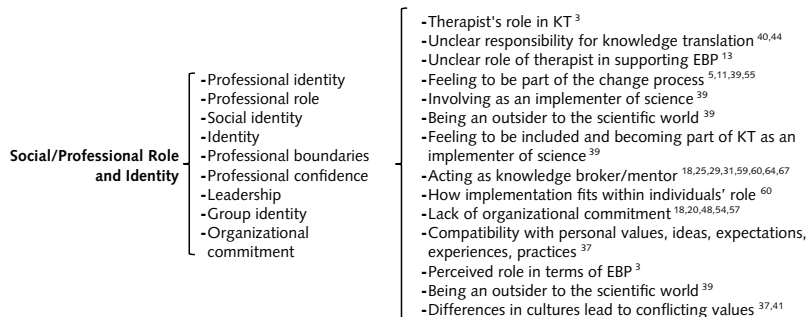 Social/Professional Role
and Identity
-Professional identity
-Professional role
-Social identity
-Identity
-Professional boundaries
-Professional confidence
-Leadership
-Group identity
-Organizational
commitment
-Therapist's role in KT 3
-Unclear responsibility for knowledge translation 40,44
-Unclear role of therapist in supporting EBP 13
-Feeling to be part of the change process 5,11,39,55
-Involving as an implementer of science 39
-Being an outsider to the scientific world 39
-Feeling to be included and becoming part of KT as an
implementer of science 39
-Acting as knowledge broker/mentor 18,25,29,31,59,60,64,67
-How implementation fits within individuals' role 60
-Lack of organizational commitment 18,20,48,54,57
-Compatibility with personal values, ideas, expectations,
experiences, practices 37
-Perceived role in terms of EBP 3
-Being an outsider to the scientific world 39
-Differences in cultures lead to conflicting values 37,41